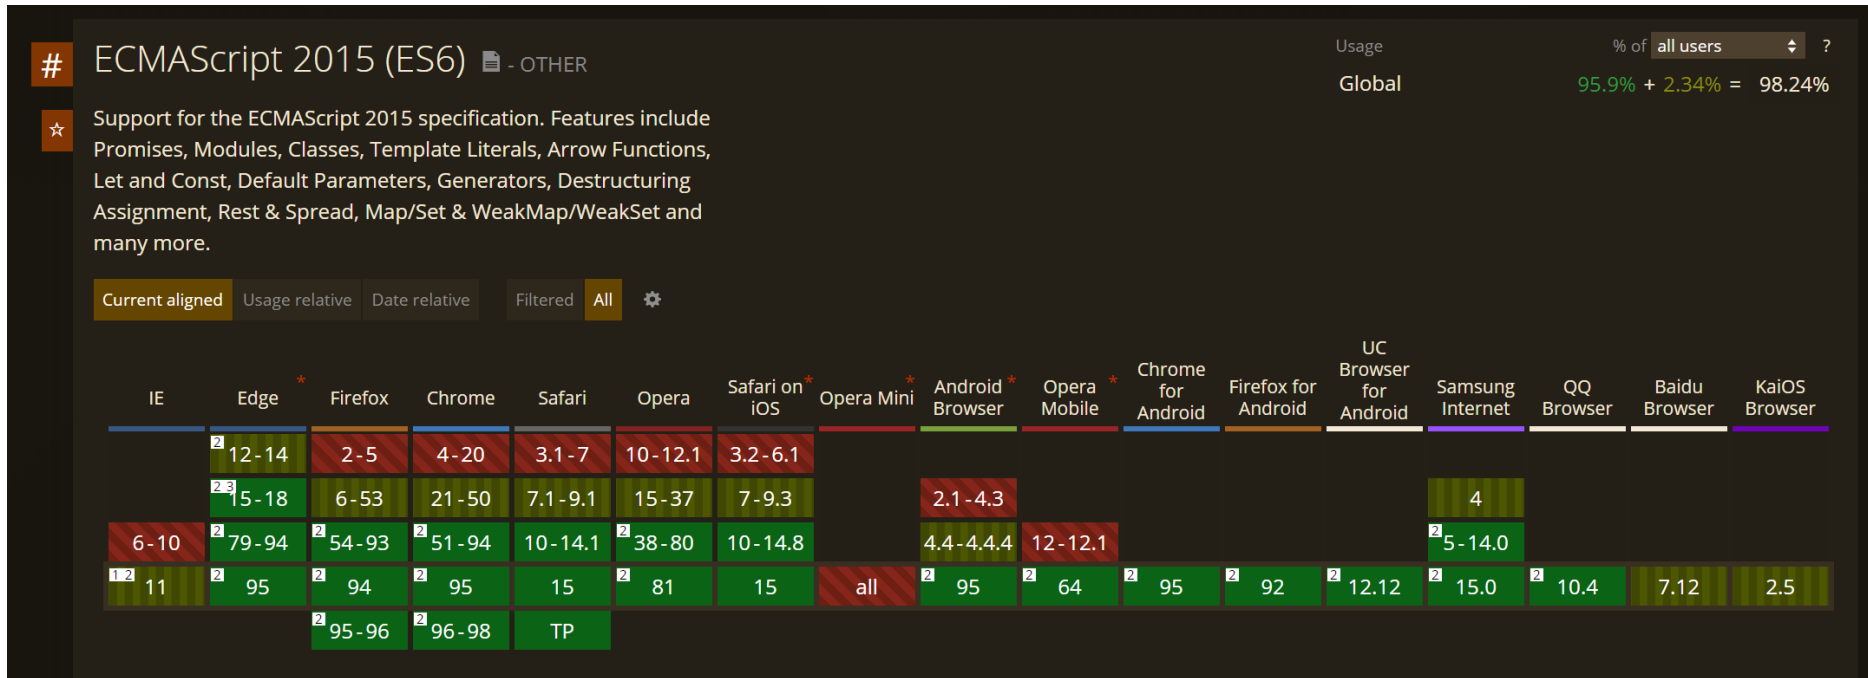 #
ECMAScript 2015 (ES6) - OTHER
Usage % of all users ?
Global 95.9% + 2.34% = 98.24%
Support for the ECMAScript 2015 specification. Features include
Promises, Modules, Classes, Template Literals, Arrow Functions,
Let and Const, Default Parameters, Generators, Destructuring
Assignment, Rest & Spread, Map/Set & WeakMap/WeakSet and
many more.
Current aligned Usage relative Date relative Filtered All
IE
Edge *
Firefox
Chrome
Safari
Opera
Safari on *
iOS
Opera Mini *
Android *
Browser
Opera *
Mobile
Chrome
for
Android
Firefox for
Android
UC
Browser
for
Android
Samsung
Internet
QQ
Browser
Baidu
Browser
KaiOS
Browser
2 12-14 2-5 4-20 3.1-7 10-12.1 3.2-6.1
2 3 15-18 6-53 21-50 7.1-9.1 15-37 7-9.3 2.1-4.3 4
6-10 2 79-94 2 54-93 2 51-94 10-14.1 2 38-80 10-14.8 4.4-4.4.4 12-12.1 2 5-14.0
1 2 11 2 95 2 94 2 95 15 2 81 15 all 2 95 2 64 2 95 2 92 2 12.12 2 15.0 2 10.4 7.12 2.5
2 95-96 2 96-98 TP